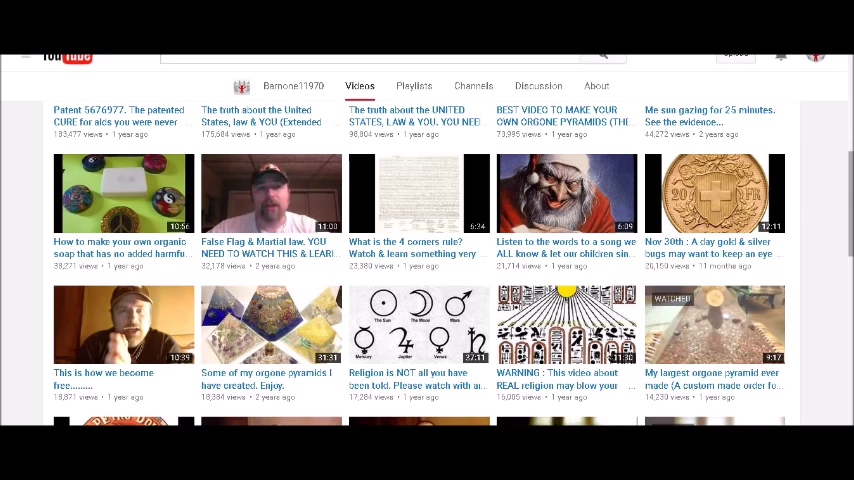 YouTube
Upload
Barnone11970 Videos Playlists Channels Discussion About
Patent 5676977. The patented
CURE for aids you were never
183,477 views • 1 year ago
The truth about the United
States, law & YOU (Extended
175,684 views • 1 year ago
The truth about the UNITED
STATES, LAW & YOU. YOU NEE
98,804 views • 1 year ago
BEST VIDEO TO MAKE YOUR
OWN ORGONE PYRAMIDS (THE
73,995 views • 1 year ago
Me sun gazing for 25 minutes.
See the evidence...
44,272 views • 2 years ago
10:56
11:00
6:34
6:09
20 FR
12:11
How to make your own organic
soap that has no added harmfu...
38,271 views • 1 year ago
False Flag & Martial law. YOU
NEED TO WATCH THIS & LEAR
32,178 views • 2 years ago
What is the 4 corners rule?
Watch & learn something very
23,380 views • 1 year ago
Listen to the words to a song we
ALL know & let our children sin...
21,714 views • 1 year ago
Nov 30th : A day gold & silver
bugs may want to keep an eye
20,150 views • 11 months ago
10:39
31:31
The Sun The Moon Mars
Mercury Jupiter Venus
37:11
11:30
WATCHED
9:17
This is how we become
free.........
18,871 views • 1 year ago
Some of my orgone pyramids I
have created. Enjoy.
18,384 views • 2 years ago
Religion is NOT all you have
been told. Please watch with an...
17,284 views • 1 year ago
WARNING : This video about
REAL religion may blow your
16,005 views • 1 year ago
My largest orgone pyramid ever
made (A custom made order fo...
14,230 views • 1 year ago